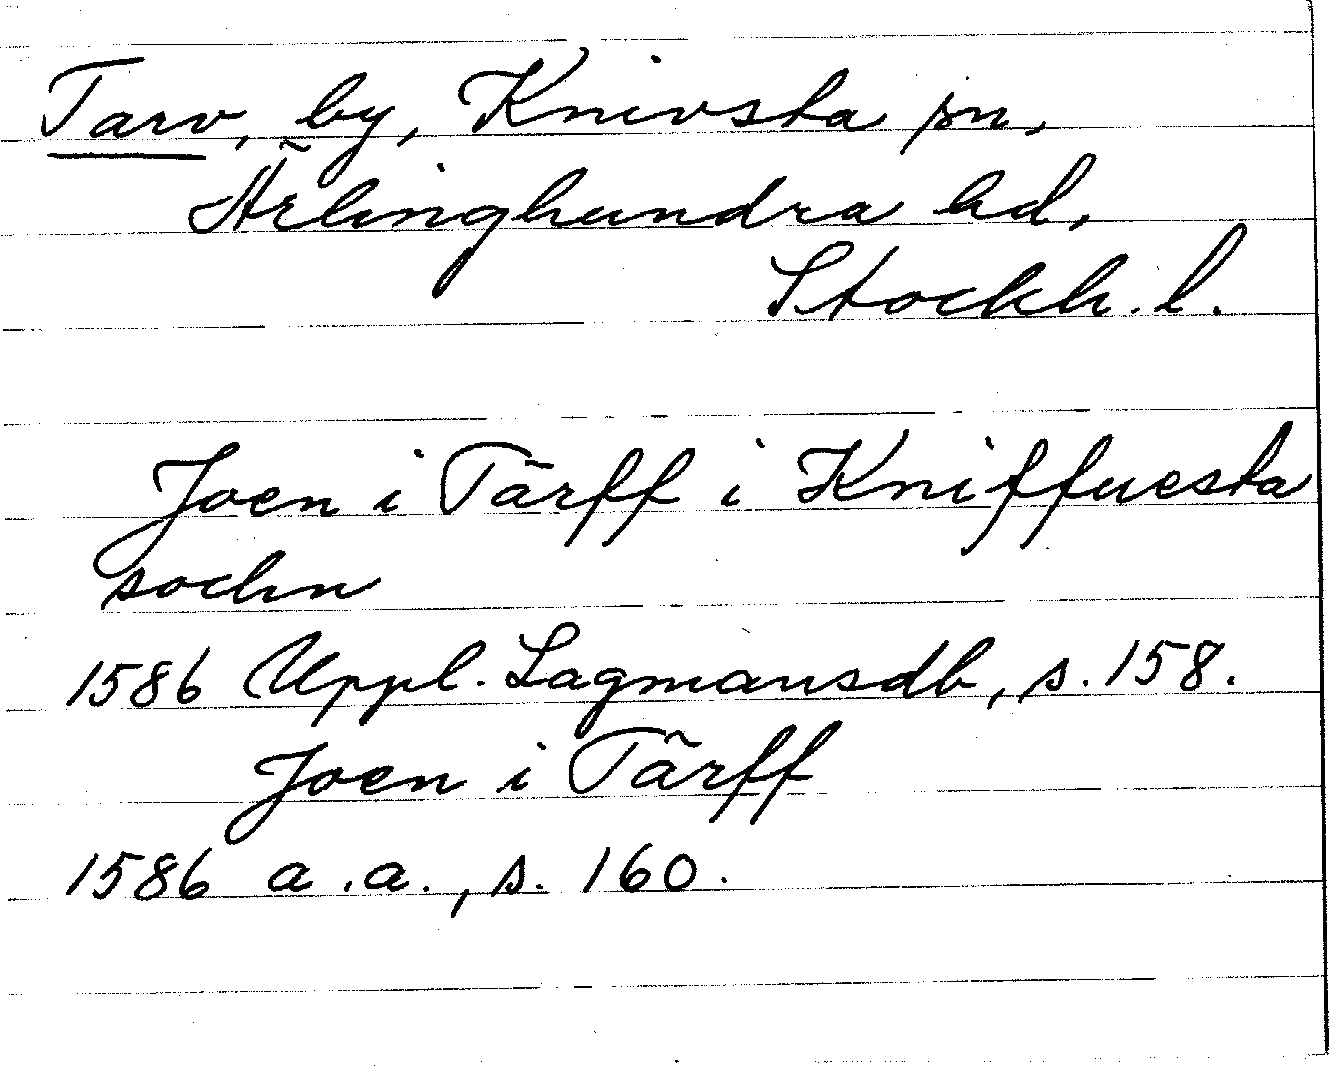 Tarv, by, Knivsta sn,
Ärlinghundra hd,
Stockh. l.
Joen i Tärff i Kniffuesta
sochn
1586 Uppl. Lagmansdb, s. 158.
Joen i Tärff
1586 a.a., s. 160.